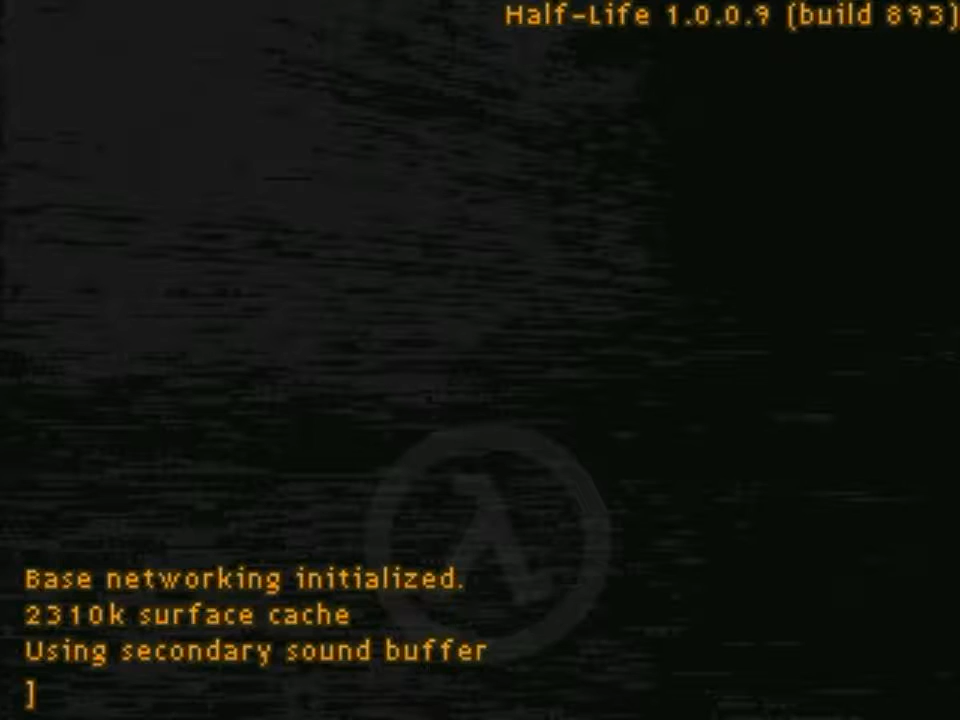 Half-Life 1.0.0.9 (build 893)
Base networking initialized.
2310k surface cache
Using secondary sound buffer
]